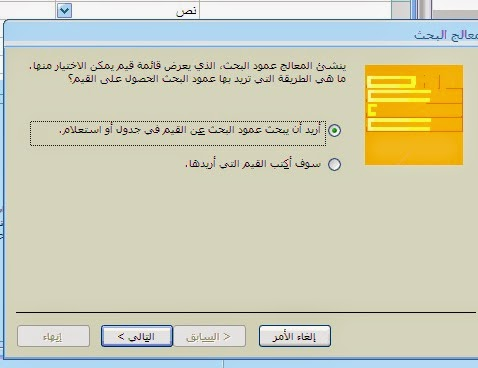 نص
معالج البحث
ينشئ المعالج عمود البحث، الذي يعرض قائمة قيم يمكن الاختيار منها.
ما هي الطريقة التي تريد بها عمود البحث الحصول على القيم؟
أريد أن يبحث عمود البحث عن القيم في جدول أو استعلام.
سوف أكتب القيم التي أريدها.
إلغاء الأمر
< السابق
التالي >
إنهاء